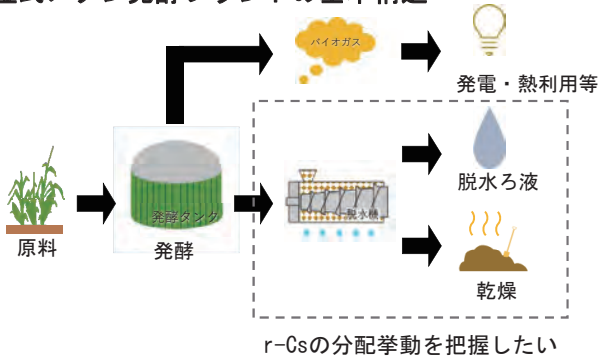 バイオガス
発電・熱利用等
原料
発酵タンク
発酵
脱水機
脱水ろ液
乾燥
r-Csの分配挙動を把握したい